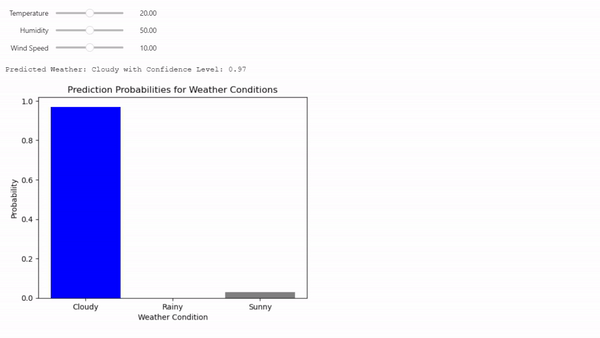 Temperature 20.00
Humidity 50.00
Wind Speed 10.00
Predicted Weather: Cloudy with Confidence Level: 0.97
Prediction Probabilities for Weather Conditions
1.0
0.8
0.6
0.4
0.2
0.0
Probability
Cloudy Rainy Sunny
Weather Condition